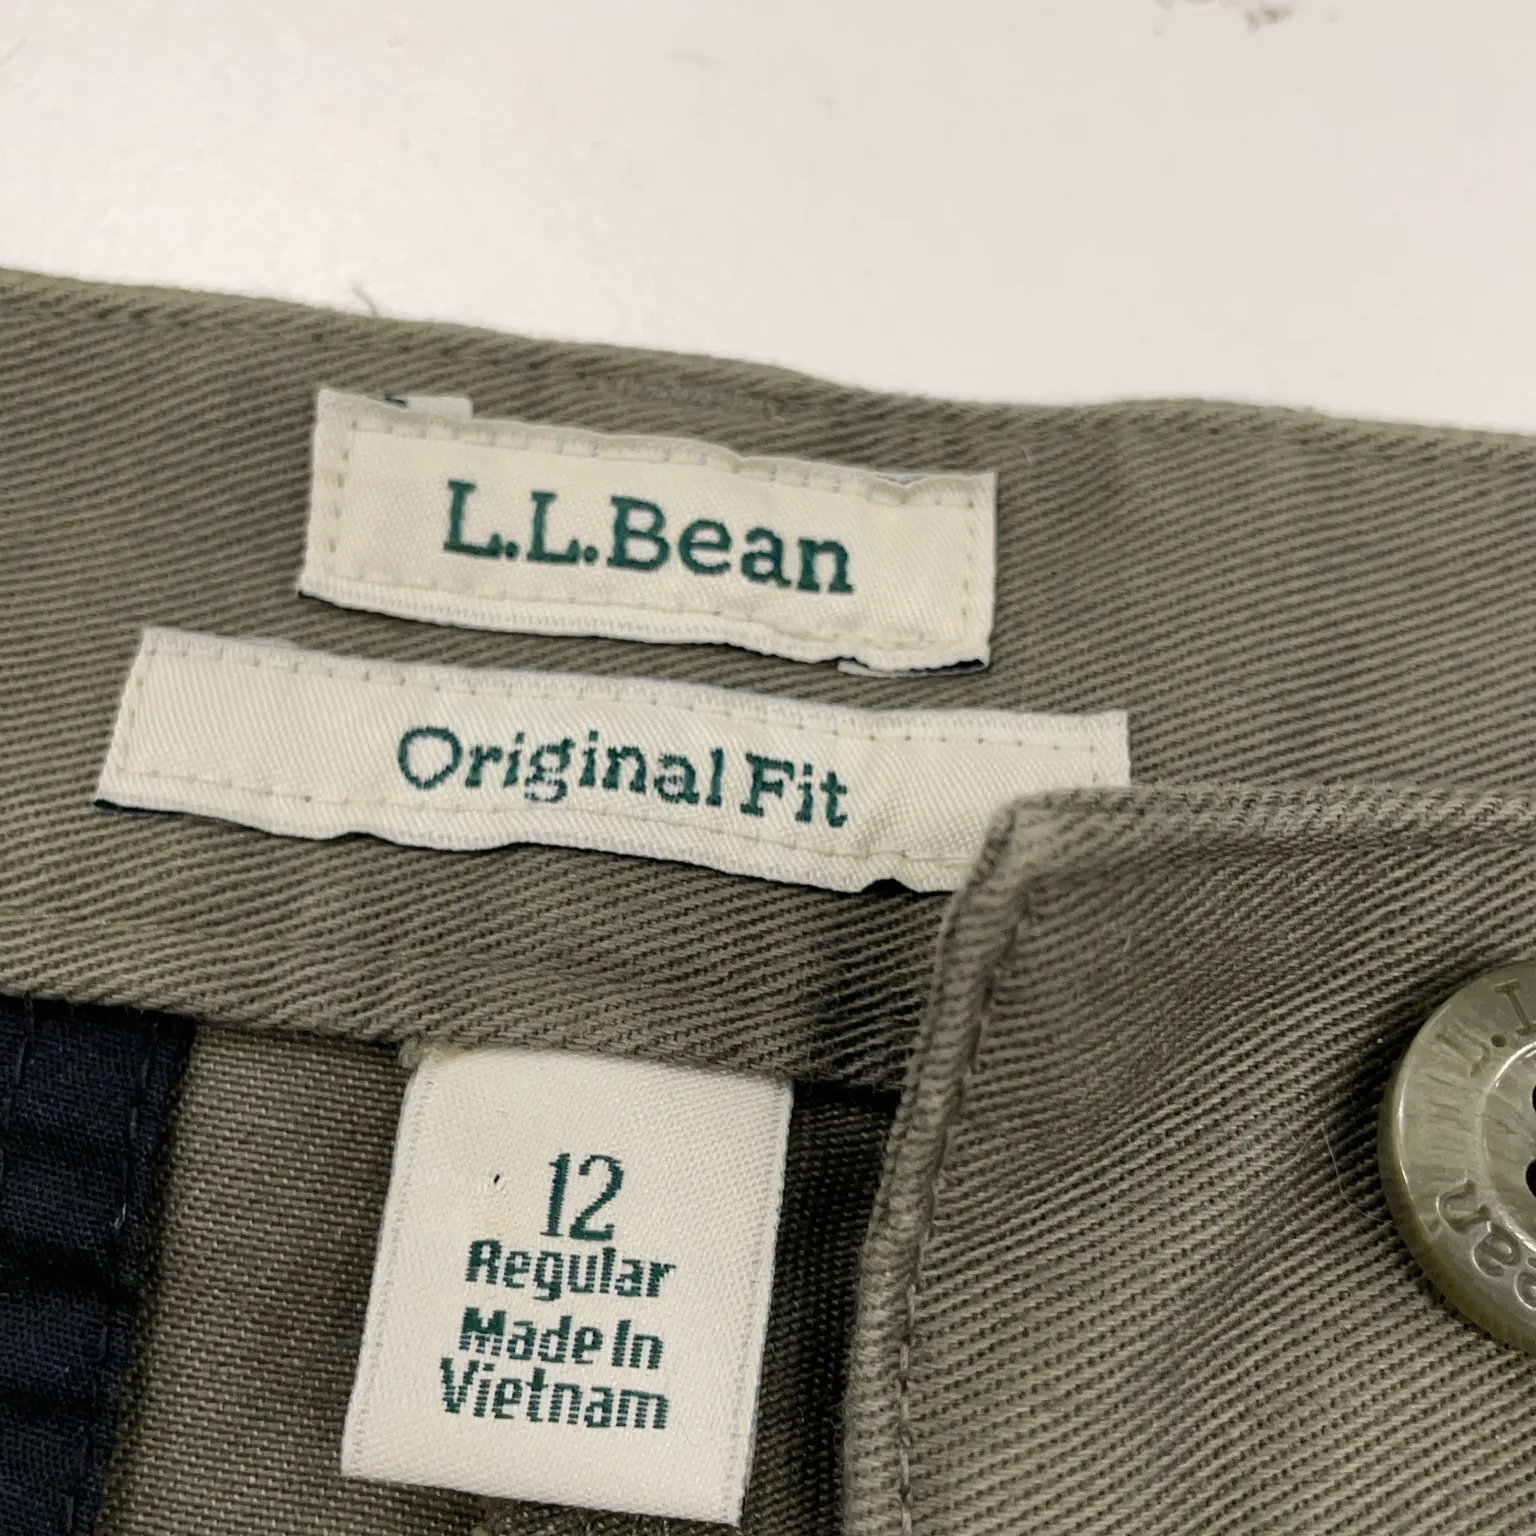 L.L.Bean
Original Fit
12
Regular
Made In
Vietnam